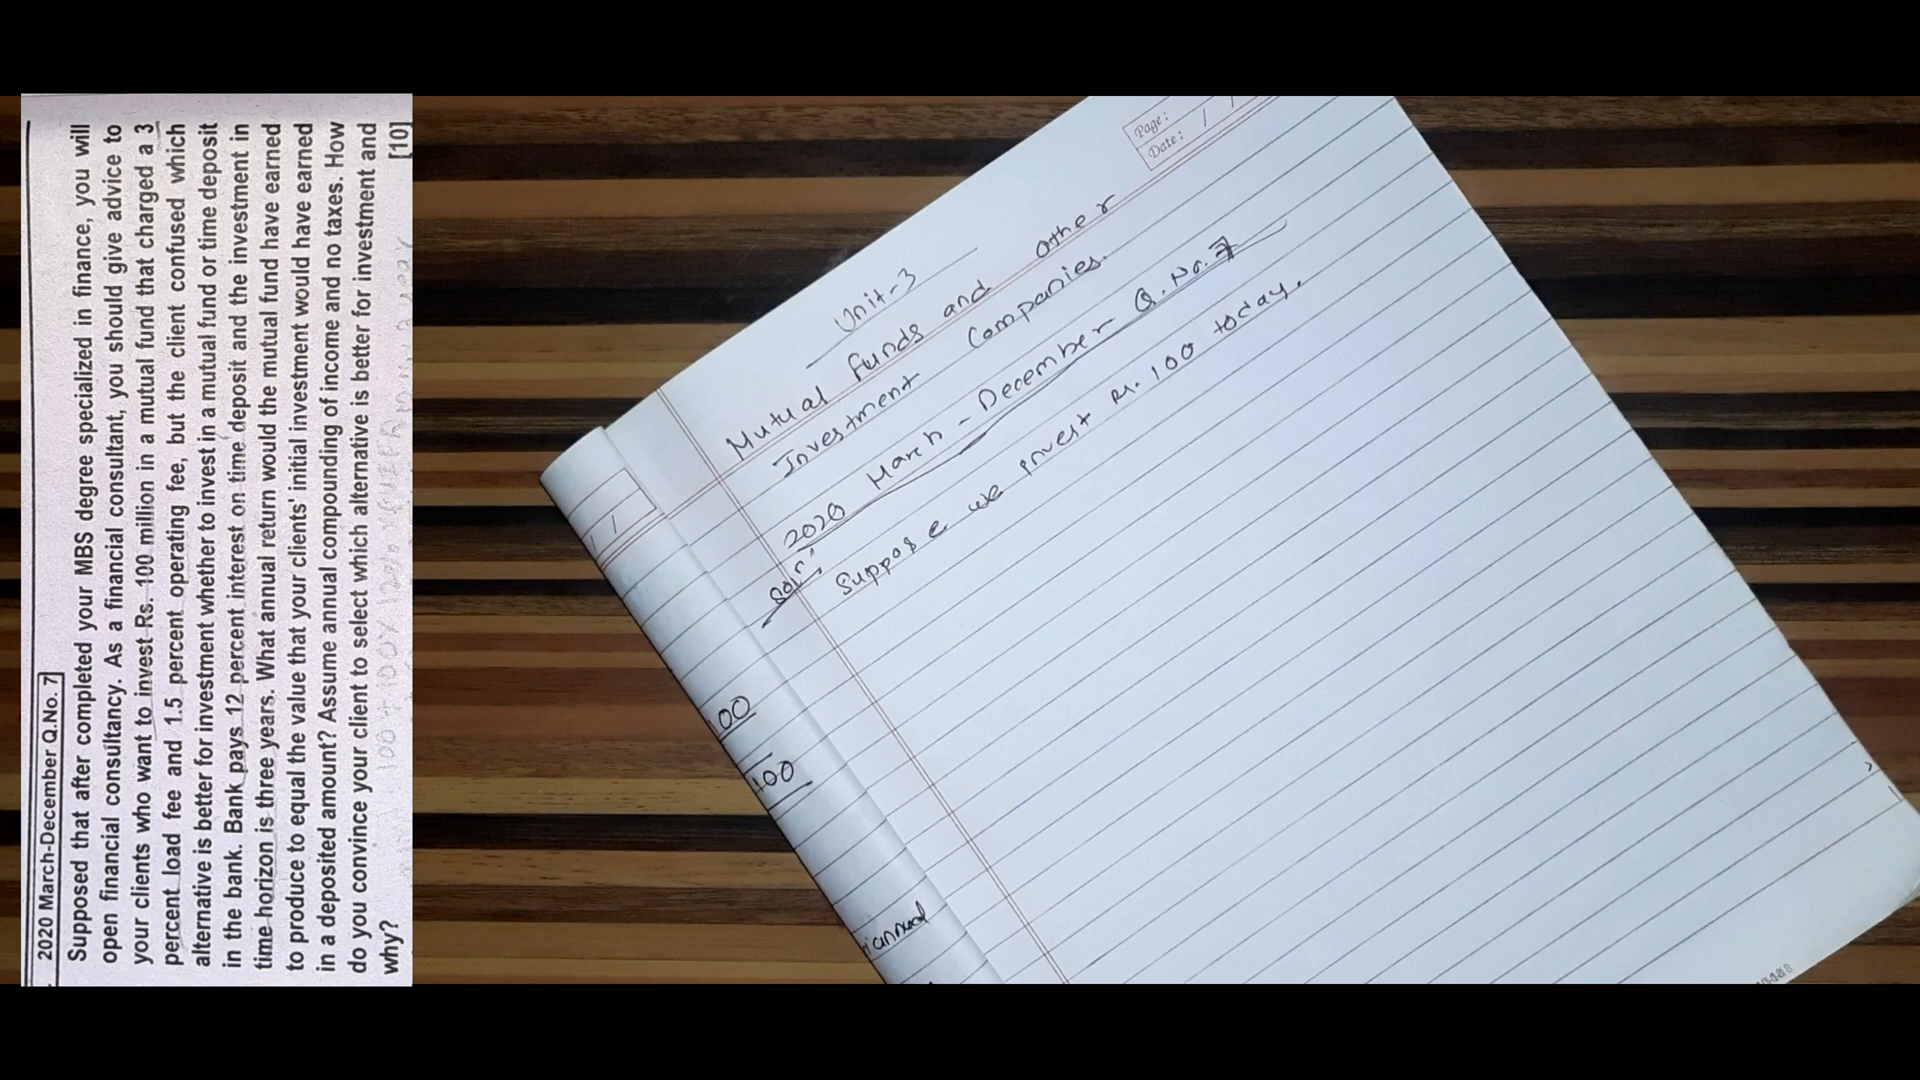 2020 March-December Q.No. 7
Supposed that after completed your MBS degree specialized in finance, you will
open financial consultancy. As a financial consultant, you should give advice to
your clients who want to invest Rs. 100 million in a mutual fund that charged a 3
percent load fee and 1.5 percent operating fee, but the client confused which
alternative is better for investment whether to invest in a mutual fund or time deposit
in the bank. Bank pays 12 percent interest on time deposit and the investment in
time horizon is three years. What annual return would the mutual fund have earned
to produce to equal the value that your clients' initial investment would have earned
in a deposited amount? Assume annual compounding of income and no taxes. How
do you convince your client to select which alternative is better for investment and
why?
[10]
Page:
Date: / /
Unit-3
Mutual Funds and Other
Investment Companies.
2020 March - December Q.No.7
Soln:
Suppose we invest Rs. 100 today.
/
100
100